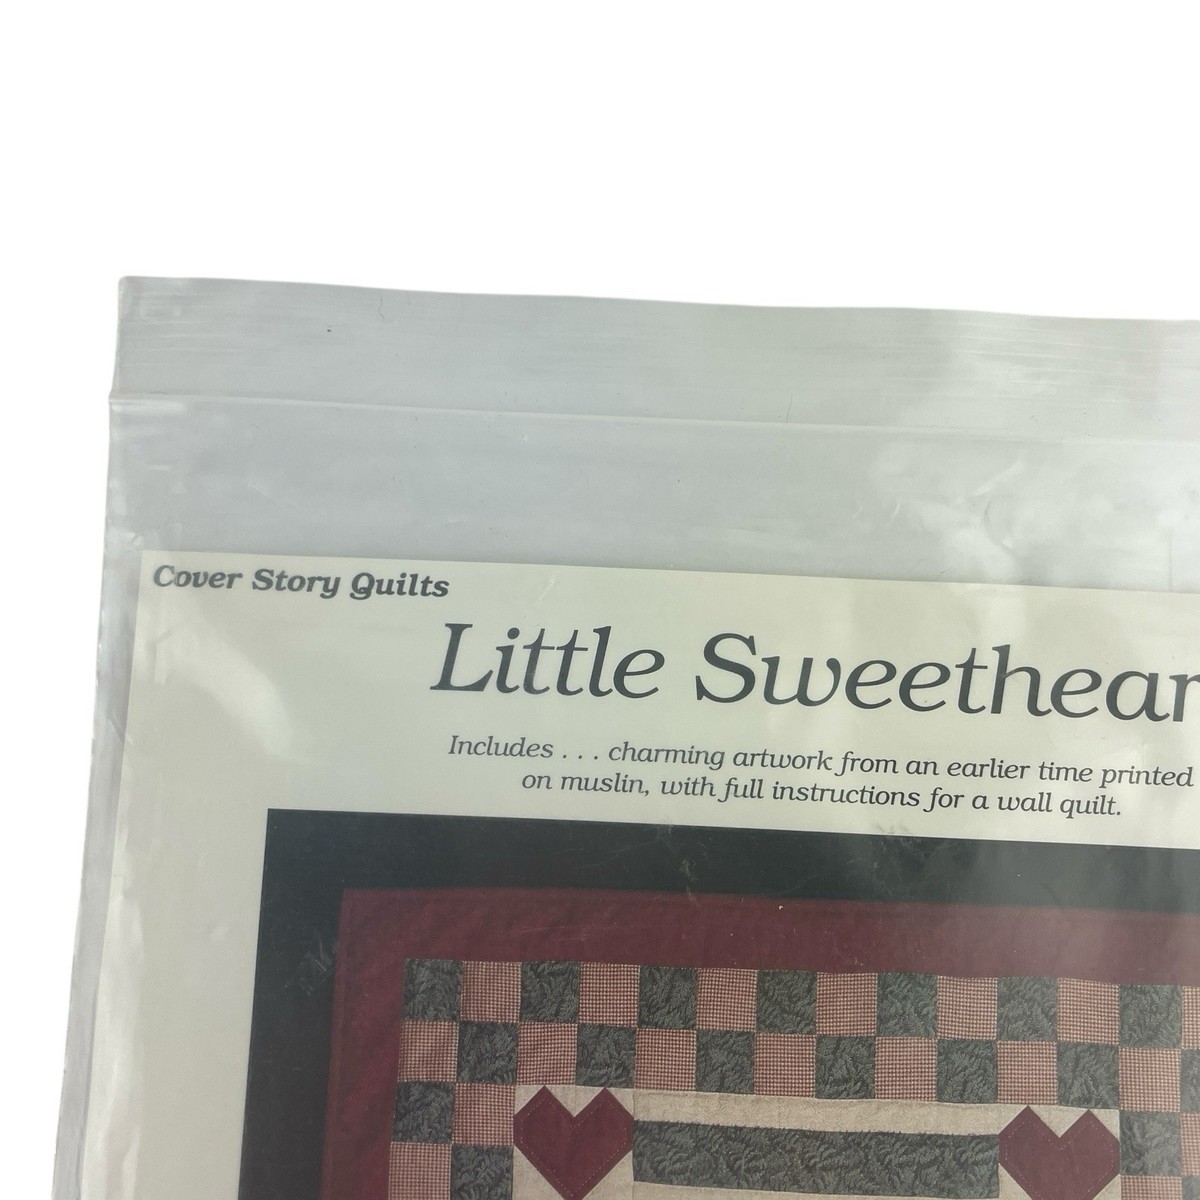 Cover Story Quilts
Little Sweethear
Includes . . . charming artwork from an earlier time printed
on muslin, with full instructions for a wall quilt.